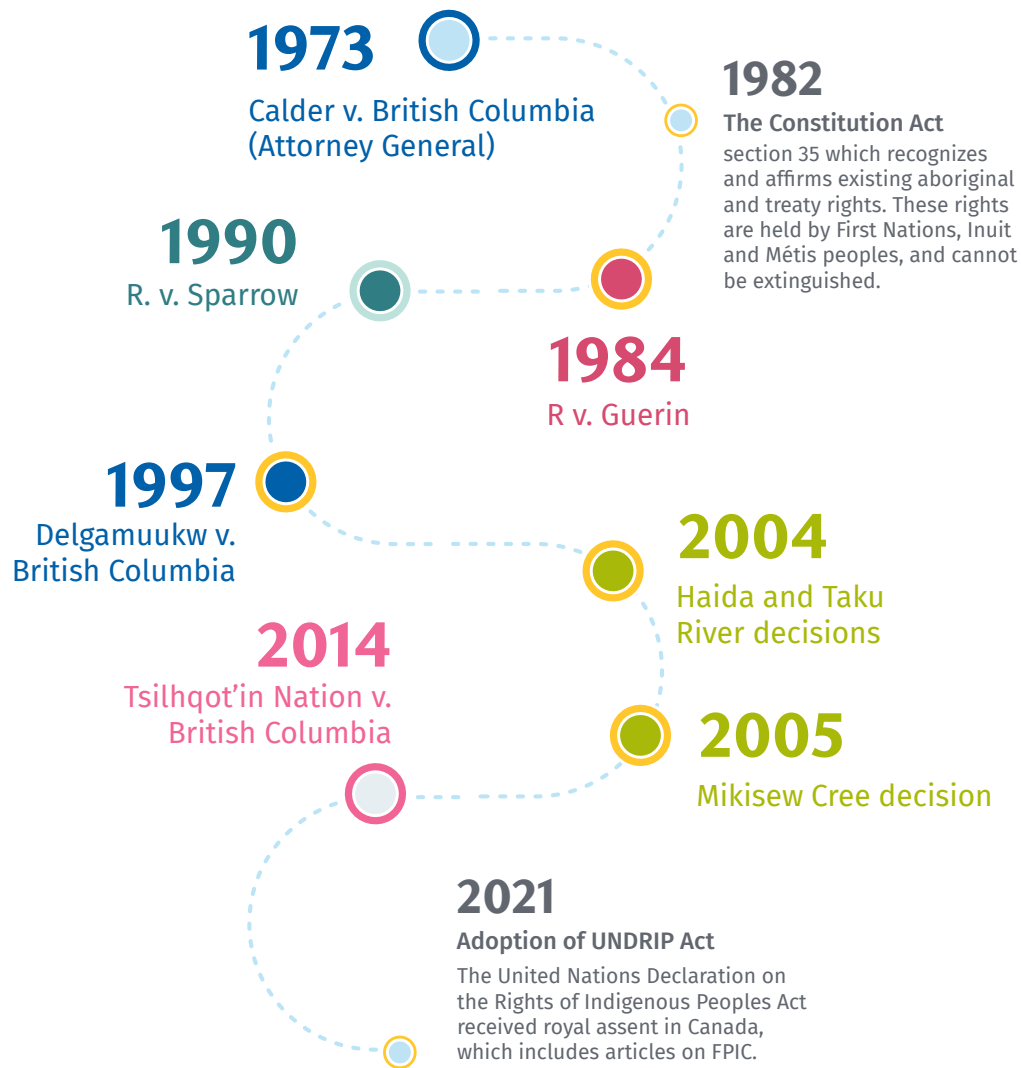 1973
Calder v. British Columbia
(Attorney General)
1982
The Constitution Act
section 35 which recognizes
and affirms existing aboriginal
and treaty rights. These rights
are held by First Nations, Inuit
and Métis peoples, and cannot
be extinguished.
1984
R v. Guerin
1990
R. v. Sparrow
1997
Delgamuukw v.
British Columbia
2004
Haida and Taku
River decisions
2005
Mikisew Cree decision
2014
Tsilhqot’in Nation v.
British Columbia
2021
Adoption of UNDRIP Act
The United Nations Declaration on
the Rights of Indigenous Peoples Act
received royal assent in Canada,
which includes articles on FPIC.